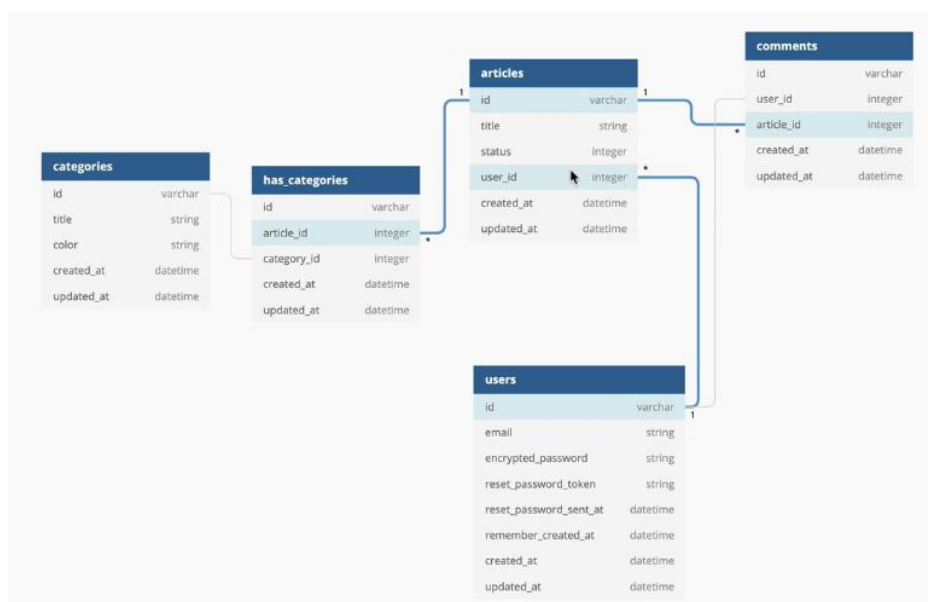 categories
id varchar
title string
color string
created_at datetime
updated_at datetime
has_categories
id varchar
article_id integer
category_id integer
created_at datetime
updated_at datetime
articles
id varchar
title string
status integer
user_id integer
created_at datetime
updated_at datetime
comments
id varchar
user_id integer
article_id integer
created_at datetime
updated_at datetime
users
id varchar
email string
encrypted_password string
reset_password_token string
reset_password_sent_at datetime
remember_created_at datetime
created_at datetime
updated_at datetime
1
*
1
*
*
1